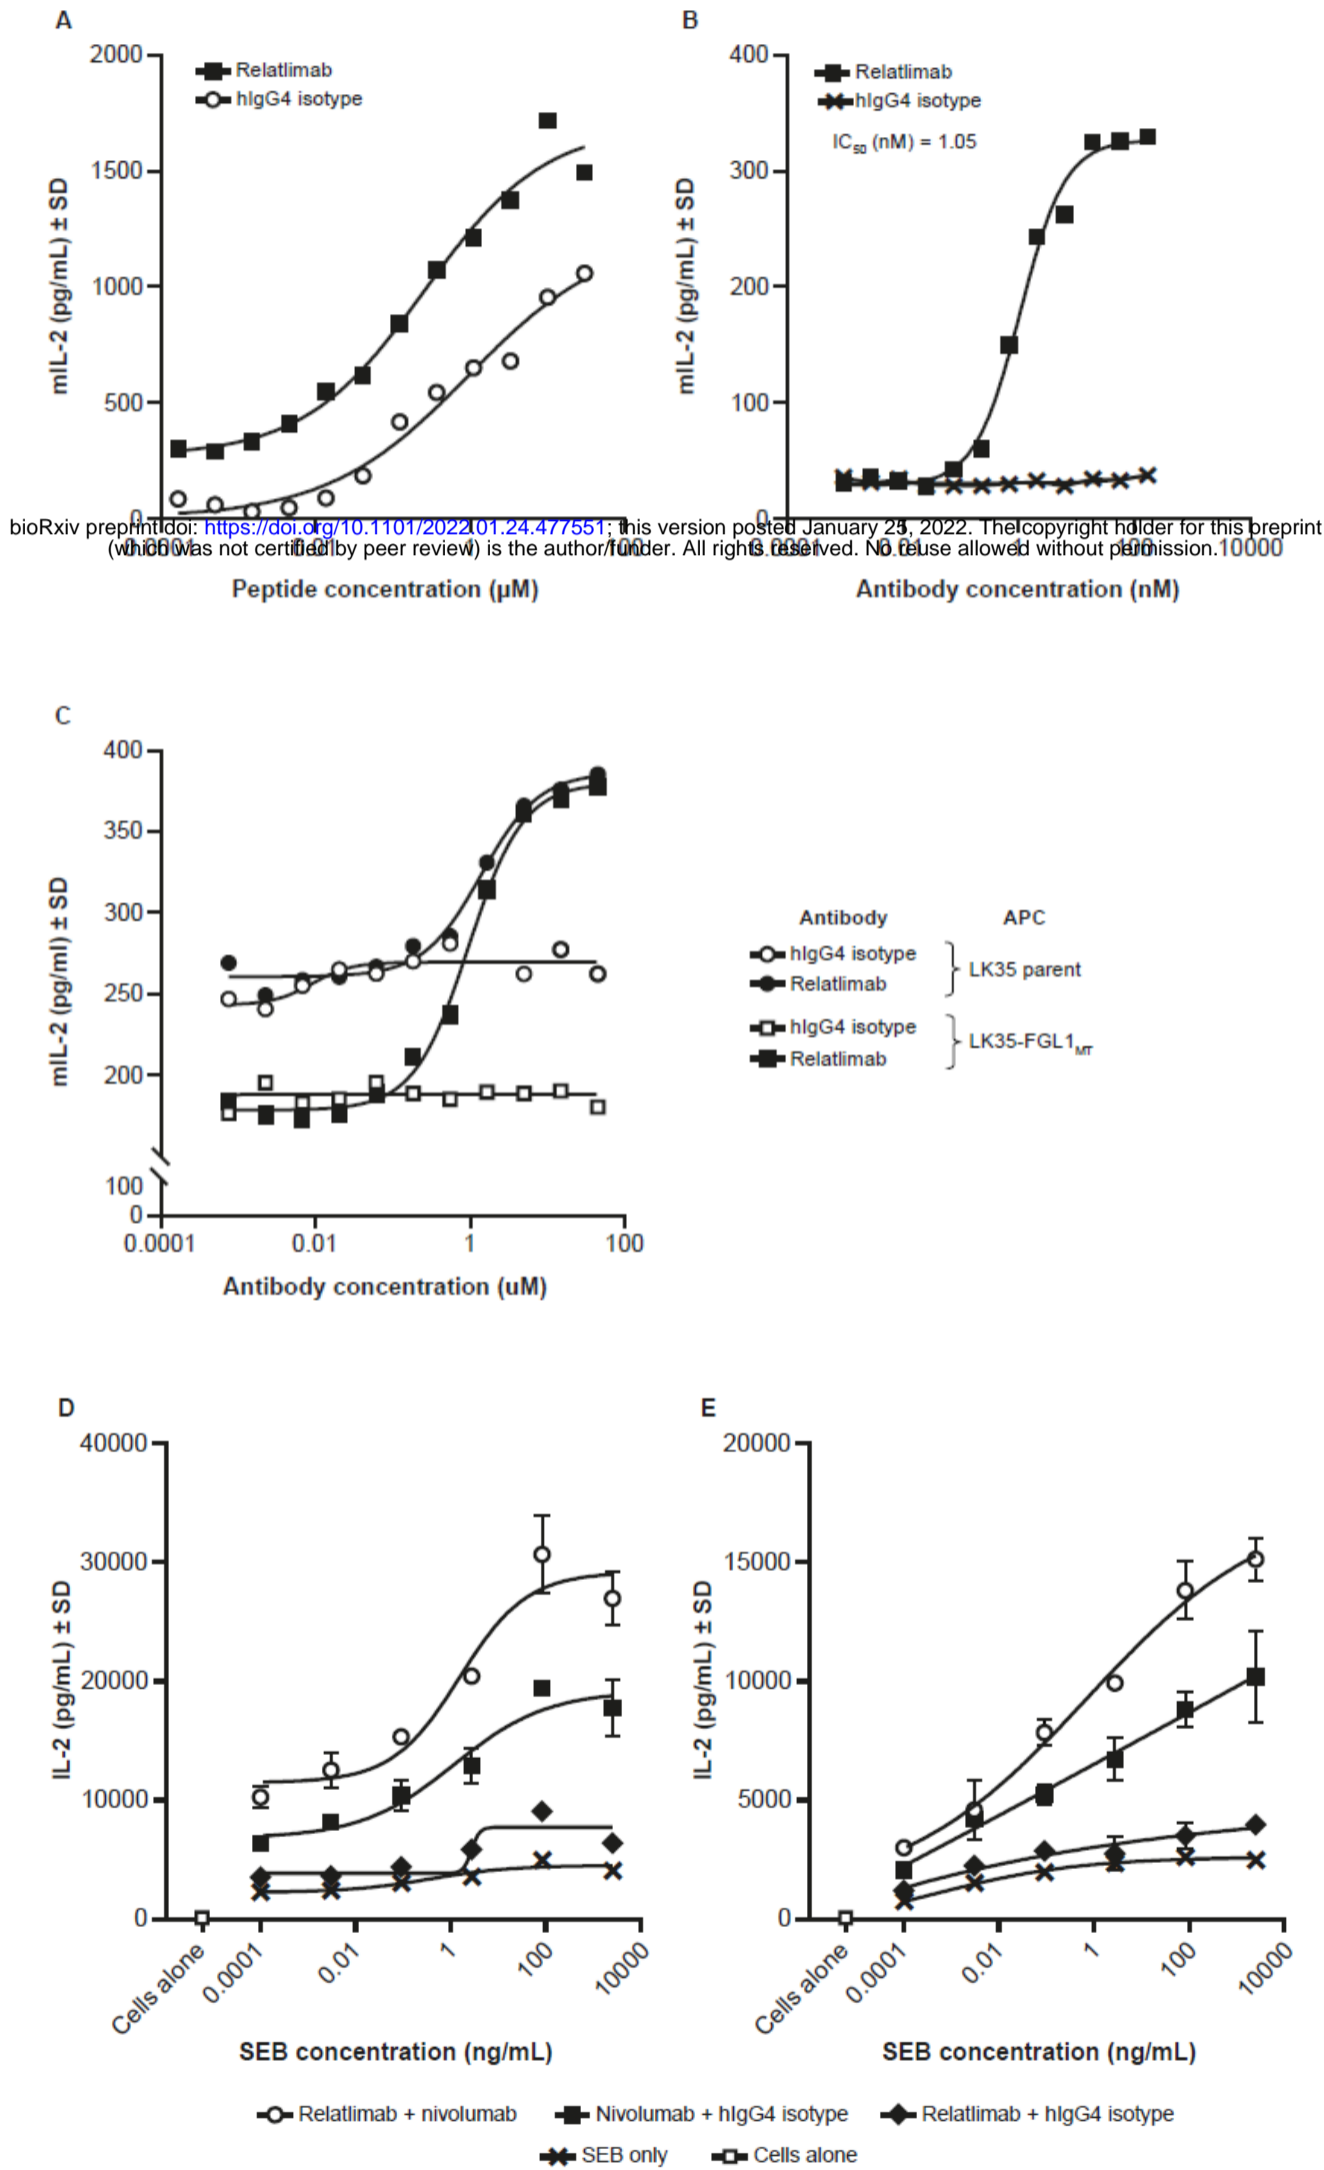 A
2000
1500
1000
500
0
Relatlimab
hIgG4 isotype
mIL-2 (pg/mL) ± SD
Peptide concentration (µM)
B
400
300
200
100
0
Relatlimab
hIgG4 isotype
IC50 (nM) = 1.05
mIL-2 (pg/mL) ± SD
0.0001 0.01 1 100 10000
Antibody concentration (nM)
bioRxiv preprint doi: https://doi.org/10.1101/2022.01.24.477551; this version posted January 25, 2022. The copyright holder for this preprint
(which was not certified by peer review) is the author/funder. All rights reserved. No reuse allowed without permission.
C
400
350
300
250
200
100
0
mIL-2 (pg/ml) ± SD
0.0001 0.01 1 100
Antibody concentration (uM)
Antibody APC
hIgG4 isotype
Relatlimab
LK35 parent
hIgG4 isotype
Relatlimab
LK35-FGL1MT
D
40000
30000
20000
10000
0
IL-2 (pg/mL) ± SD
Cells alone 0.0001 0.01 1 100 10000
SEB concentration (ng/mL)
E
20000
15000
10000
5000
0
IL-2 (pg/mL) ± SD
Cells alone 0.0001 0.01 1 100 10000
SEB concentration (ng/mL)
Relatlimab + nivolumab Nivolumab + hIgG4 isotype Relatlimab + hIgG4 isotype
SEB only Cells alone